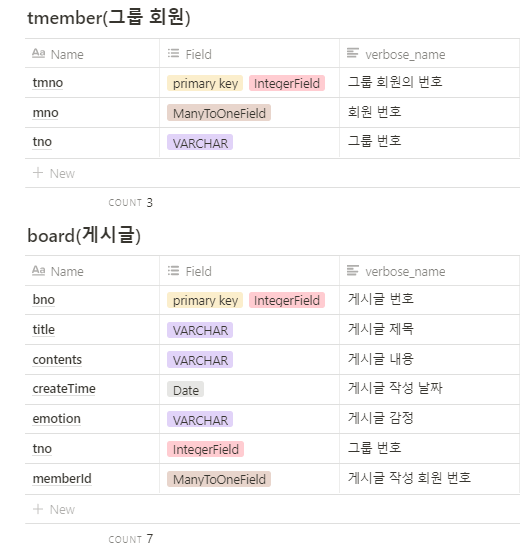 tmember(그룹 회원)
Aa Name Field verbose_name
tmno primary key IntegerField 그룹 회원의 번호
mno ManyToOneField 회원 번호
tno VARCHAR 그룹 번호
+ New
COUNT 3
board(게시글)
Aa Name Field verbose_name
bno primary key IntegerField 게시글 번호
title VARCHAR 게시글 제목
contents VARCHAR 게시글 내용
createTime Date 게시글 작성 날짜
emotion VARCHAR 게시글 감정
tno IntegerField 그룹 번호
memberId ManyToOneField 게시글 작성 회원 번호
+ New
COUNT 7